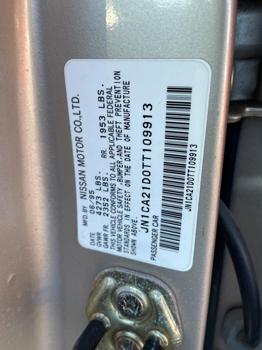 MFD. BY NISSAN MOTOR CO., LTD.
DATE 06/95
GVWR 4373 LBS.
GAWR FR. 2352 LBS. RR. 1953 LBS.
THIS VEHICLE CONFORMS TO ALL APPLICABLE FEDERAL
MOTOR VEHICLE SAFETY, BUMPER, AND THEFT PREVENTION
STANDARDS IN EFFECT ON THE DATE OF MANUFACTURE
SHOWN ABOVE.
JN1CA21D0TT109913
PASSENGER CAR
JN1CA21D0TT109913